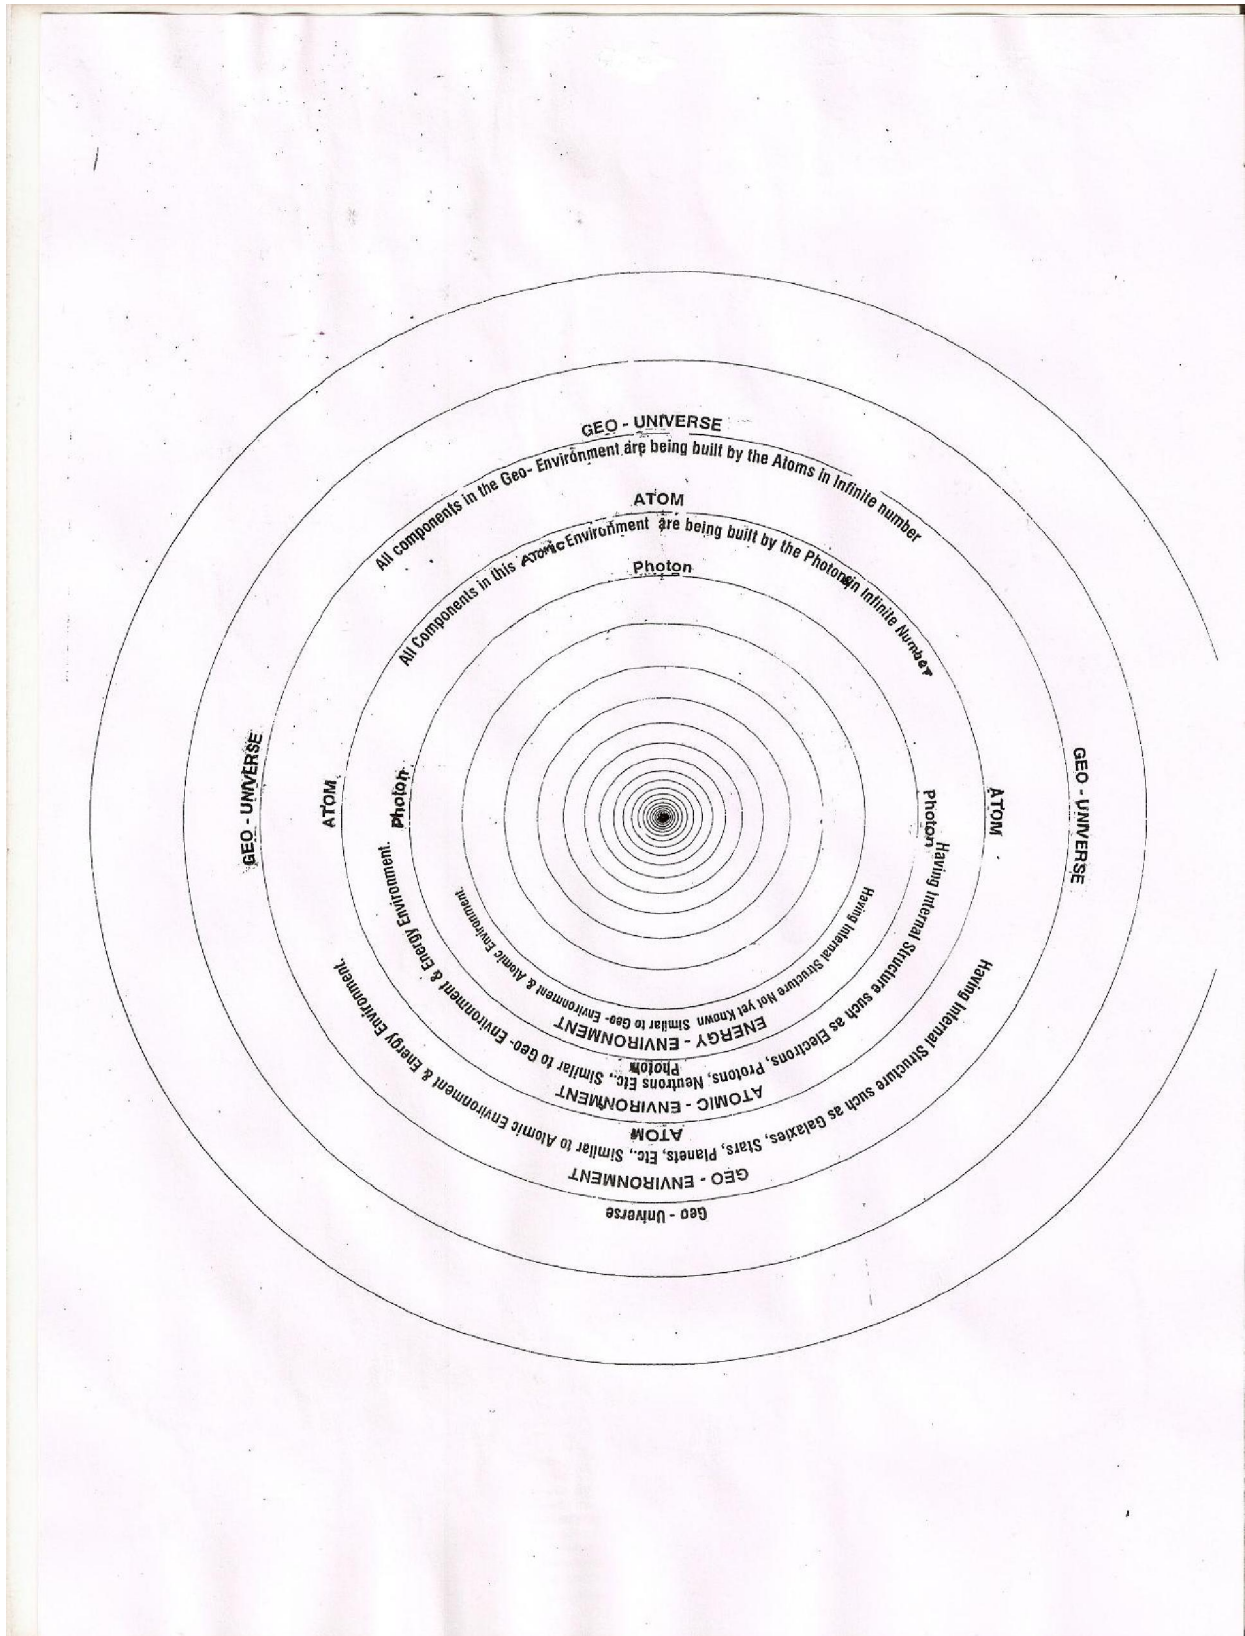 GEO - UNIVERSE
All components in the Geo- Environment are being built by the Atoms in Infinite number
ATOM
All Components in this Atomic Environment are being built by the Photons in Infinite Number
Photon
GEO - UNIVERSE
ATOM
Photon
Photon
ATOM
GEO - UNIVERSE
Having Internal Structure Not yet Known Similar to Geo- Environment & Atomic Environment.
ENERGY - ENVIRONMENT
Photon
Having Internal Structure such as Electrons, Protons, Neutrons Etc., Similar to Geo- Environment & Energy Environment.
ATOMIC - ENVIRONMENT
ATOM
Having Internal Structure such as Galaxies, Stars, Planets, Etc., Similar to Atomic Environment & Energy Environment.
GEO - ENVIRONMENT
Geo - Universe